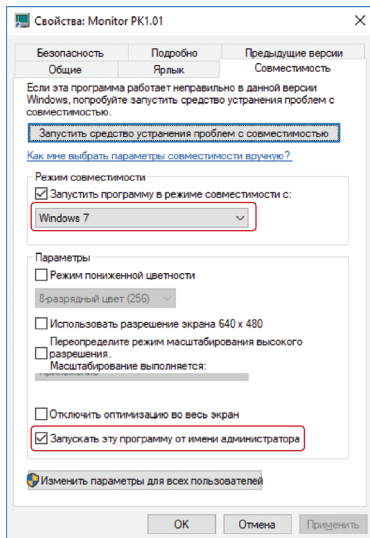 Свойства: Monitor PK1.01
Безопасность Подробно Предыдущие версии
Общие Ярлык Совместимость
Если эта программа работает неправильно в данной версии
Windows, попробуйте запустить средство устранения проблем с
совместимостью.
Запустить средство устранения проблем с совместимостью
Как мне выбрать параметры совместимости вручную?
Режим совместимости
Запустить программу в режиме совместимости с:
Windows 7
Параметры
Режим пониженной цветности
8-разрядный цвет (256)
Использовать разрешение экрана 640 x 480
Переопределите режим масштабирования высокого
разрешения.
Масштабирование выполняется:
Отключить оптимизацию во весь экран
Запускать эту программу от имени администратора
Изменить параметры для всех пользователей
OK Отмена Применить